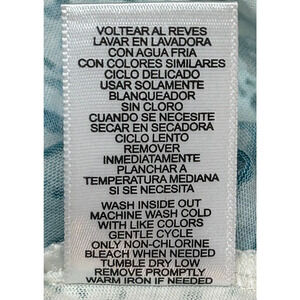 VOLTEAR AL REVES
LAVAR EN LAVADORA
CON AGUA FRIA
CON COLORES SIMILARES
CICLO DELICADO
USAR SOLAMENTE
BLANQUEADOR
SIN CLORO
CUANDO SE NECESITE
SECAR EN SECADORA
CICLO LENTO
REMOVER
INMEDIATAMENTE
PLANCHAR A
TEMPERATURA MEDIANA
SI SE NECESITA
WASH INSIDE OUT
MACHINE WASH COLD
WITH LIKE COLORS
GENTLE CYCLE
ONLY NON-CHLORINE
BLEACH WHEN NEEDED
TUMBLE DRY LOW
REMOVE PROMPTLY
WARM IRON IF NEEDED